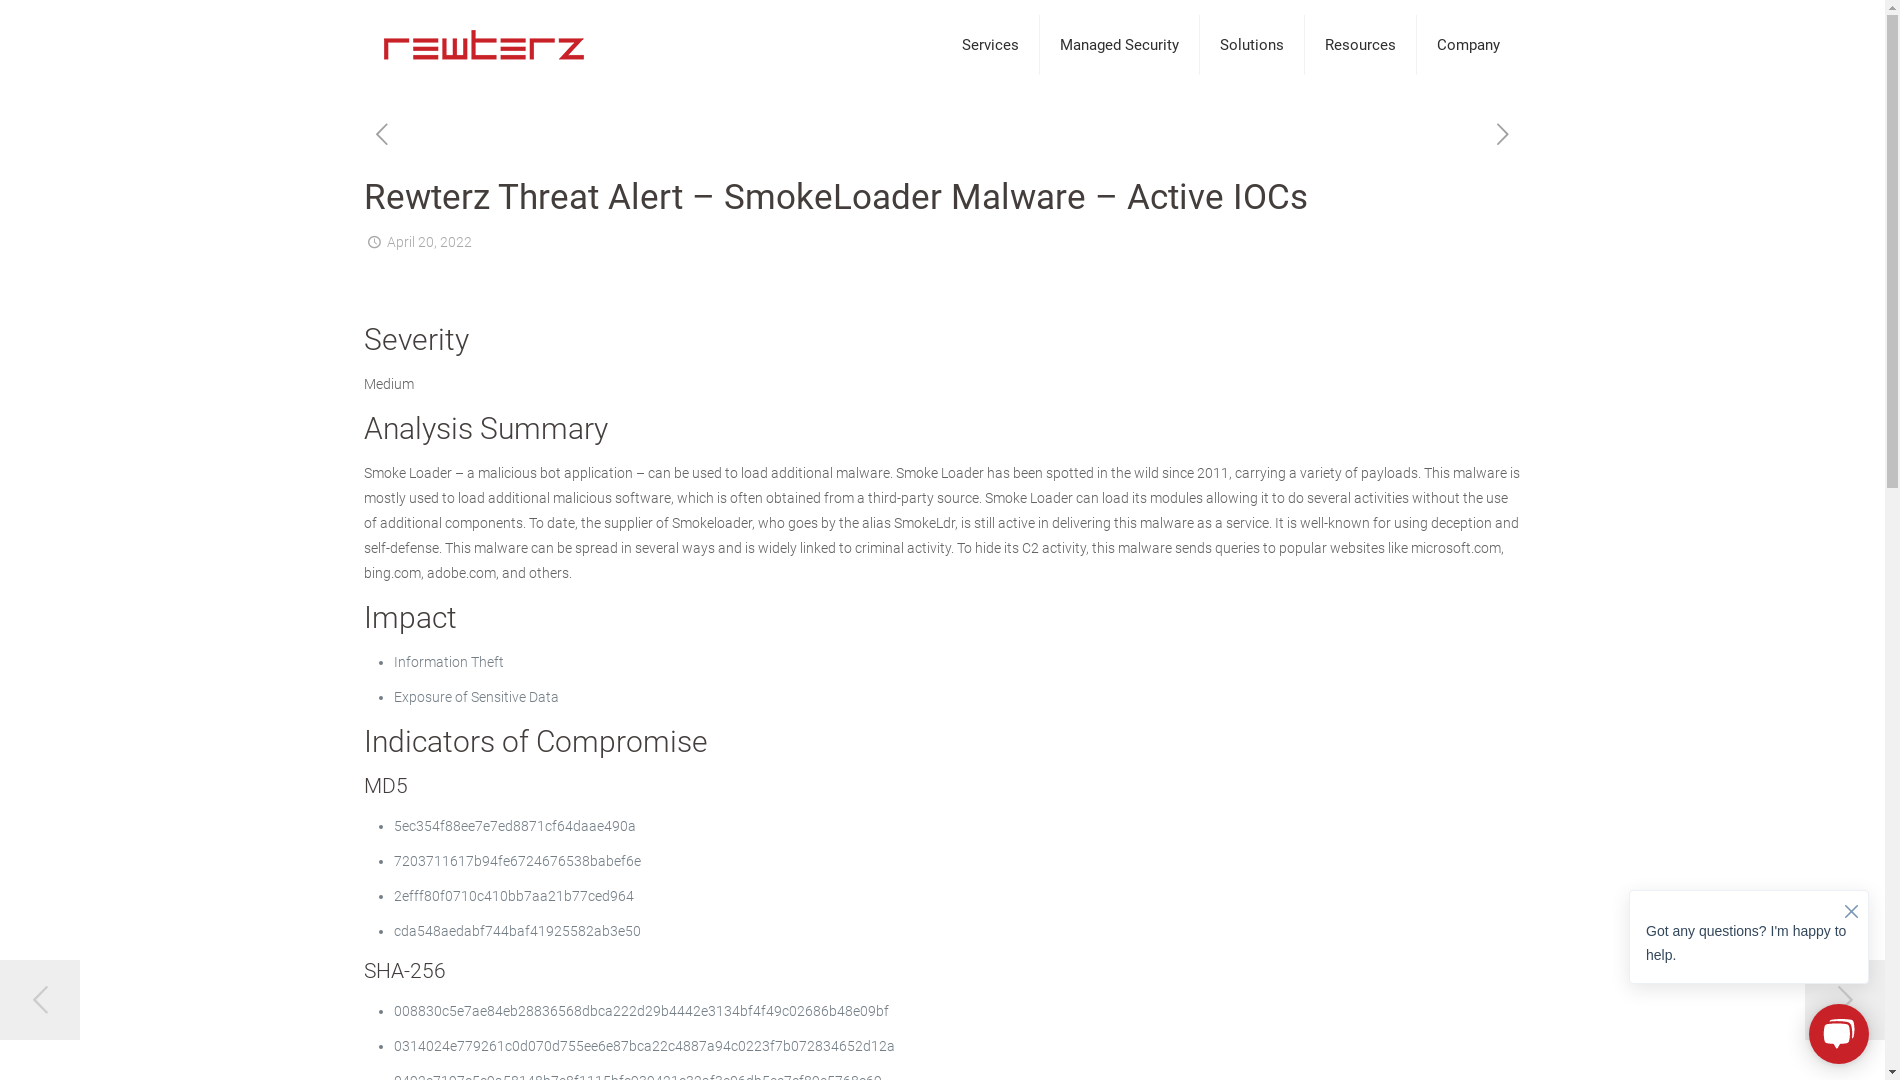 rewterz
Services
Managed Security
Solutions
Resources
Company
Rewterz Threat Alert – SmokeLoader Malware – Active IOCs
April 20, 2022
Severity
Medium
Analysis Summary
Smoke Loader – a malicious bot application – can be used to load additional malware. Smoke Loader has been spotted in the wild since 2011, carrying a variety of payloads. This malware is
mostly used to load additional malicious software, which is often obtained from a third-party source. Smoke Loader can load its modules allowing it to do several activities without the use
of additional components. To date, the supplier of Smokeloader, who goes by the alias SmokeLdr, is still active in delivering this malware as a service. It is well-known for using deception and
self-defense. This malware can be spread in several ways and is widely linked to criminal activity. To hide its C2 activity, this malware sends queries to popular websites like microsoft.com,
bing.com, adobe.com, and others.
Impact
Information Theft
Exposure of Sensitive Data
Indicators of Compromise
MD5
5ec354f88ee7e7ed8871cf64daae490a
7203711617b94fe6724676538babef6e
2efff80f0710c410bb7aa21b77ced964
cda548aedabf744baf41925582ab3e50
SHA-256
008830c5e7ae84eb28836568dbca222d29b4442e3134bf4f49c02686b48e09bf
0314024e779261c0d070d755ee6e87bca22c4887a94c0223f7b072834652d12a
Got any questions? I'm happy to
help.